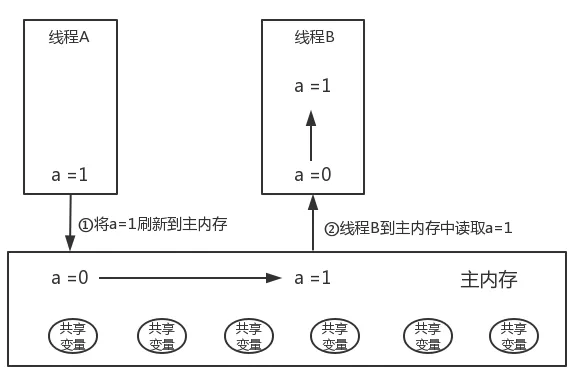 线程A
线程B
a =1
a =1
a =0
①将a=1刷新到主内存
②线程B到主内存中读取a=1
a =0
a =1
主内存
共享
变量
共享
变量
共享
变量
共享
变量
共享
变量
共享
变量